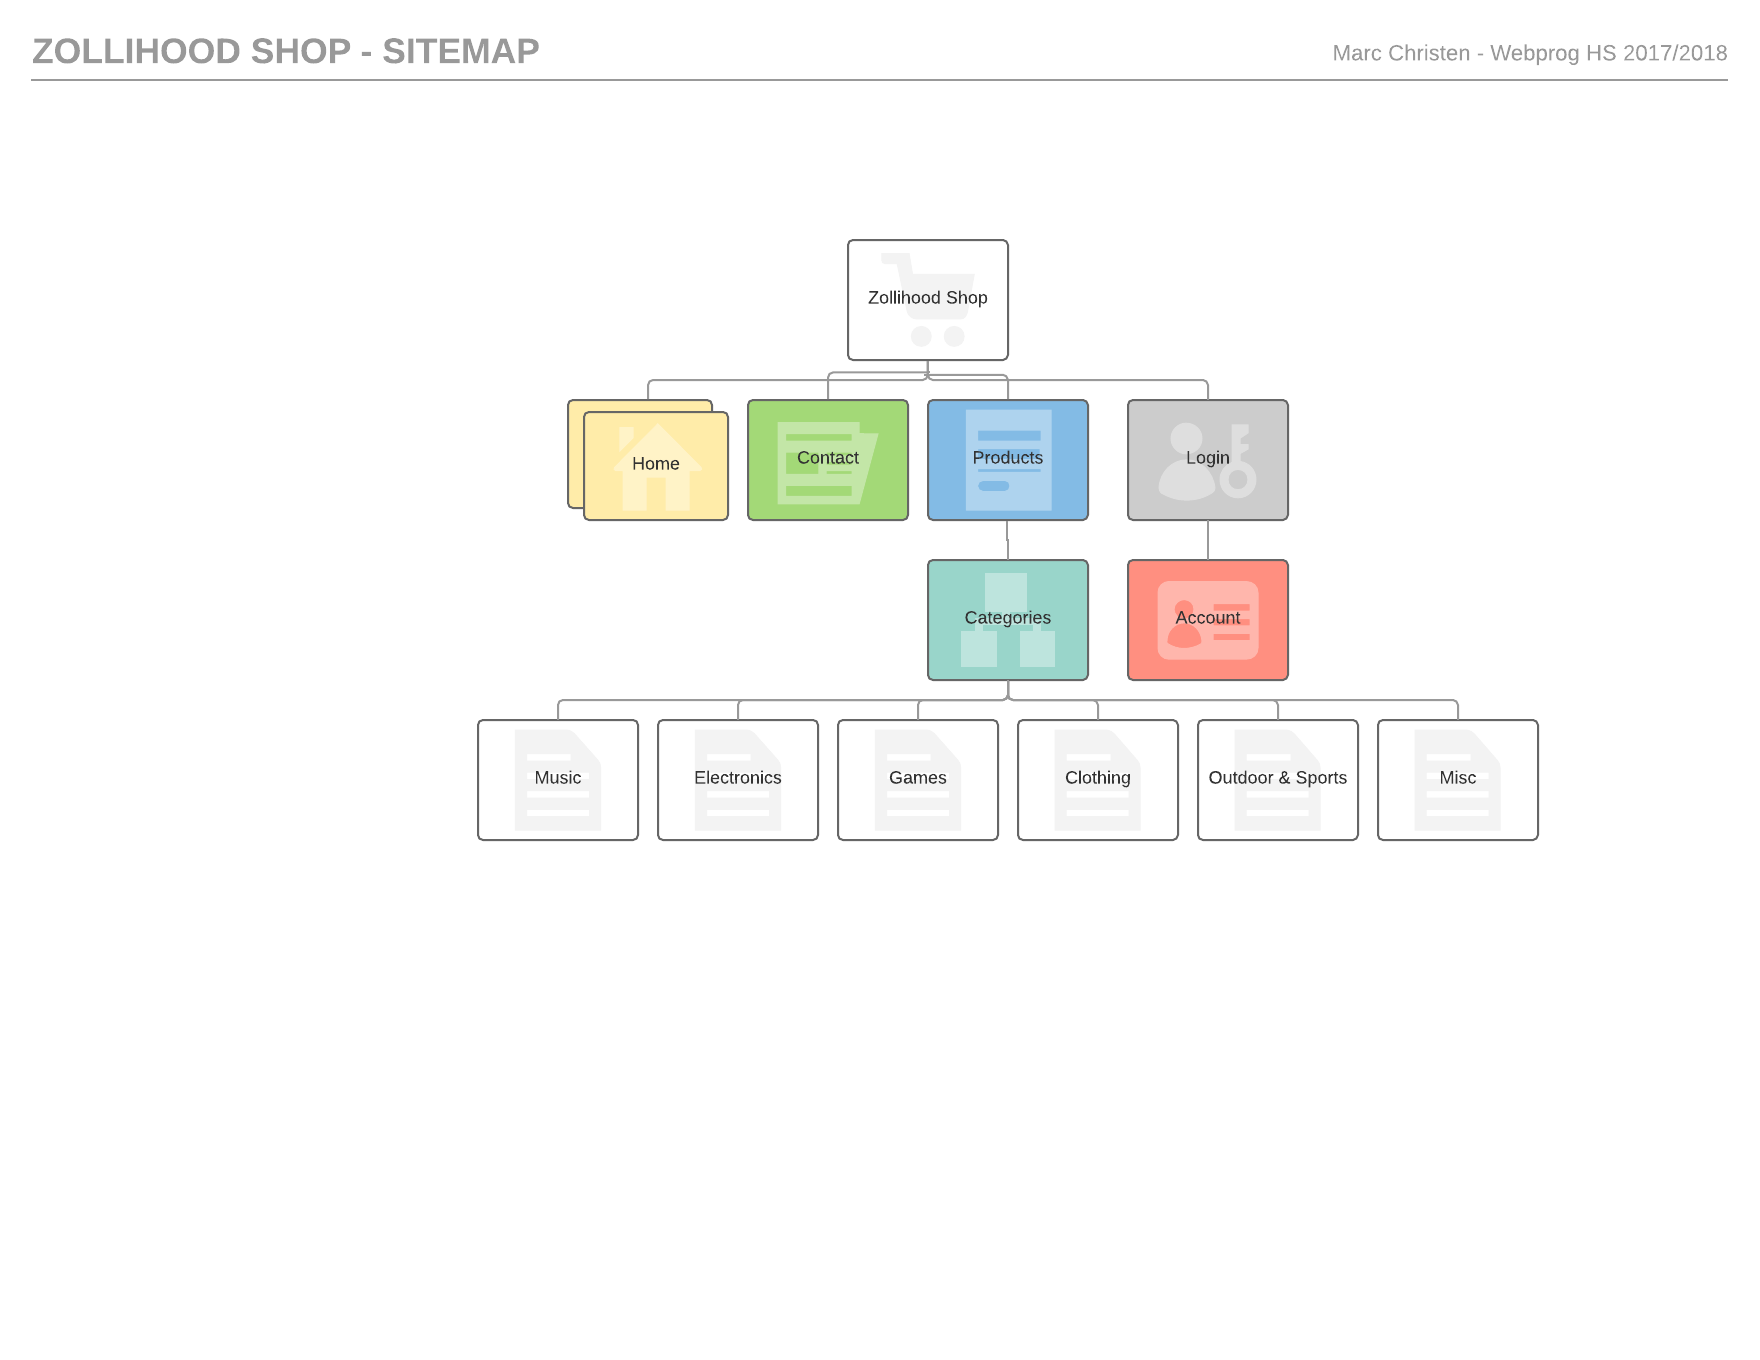 ZOLLIHOOD SHOP - SITEMAP
Marc Christen - Webprog HS 2017/2018
Zollihood Shop
Home
Contact
Products
Login
Categories
Account
Music
Electronics
Games
Clothing
Outdoor & Sports
Misc